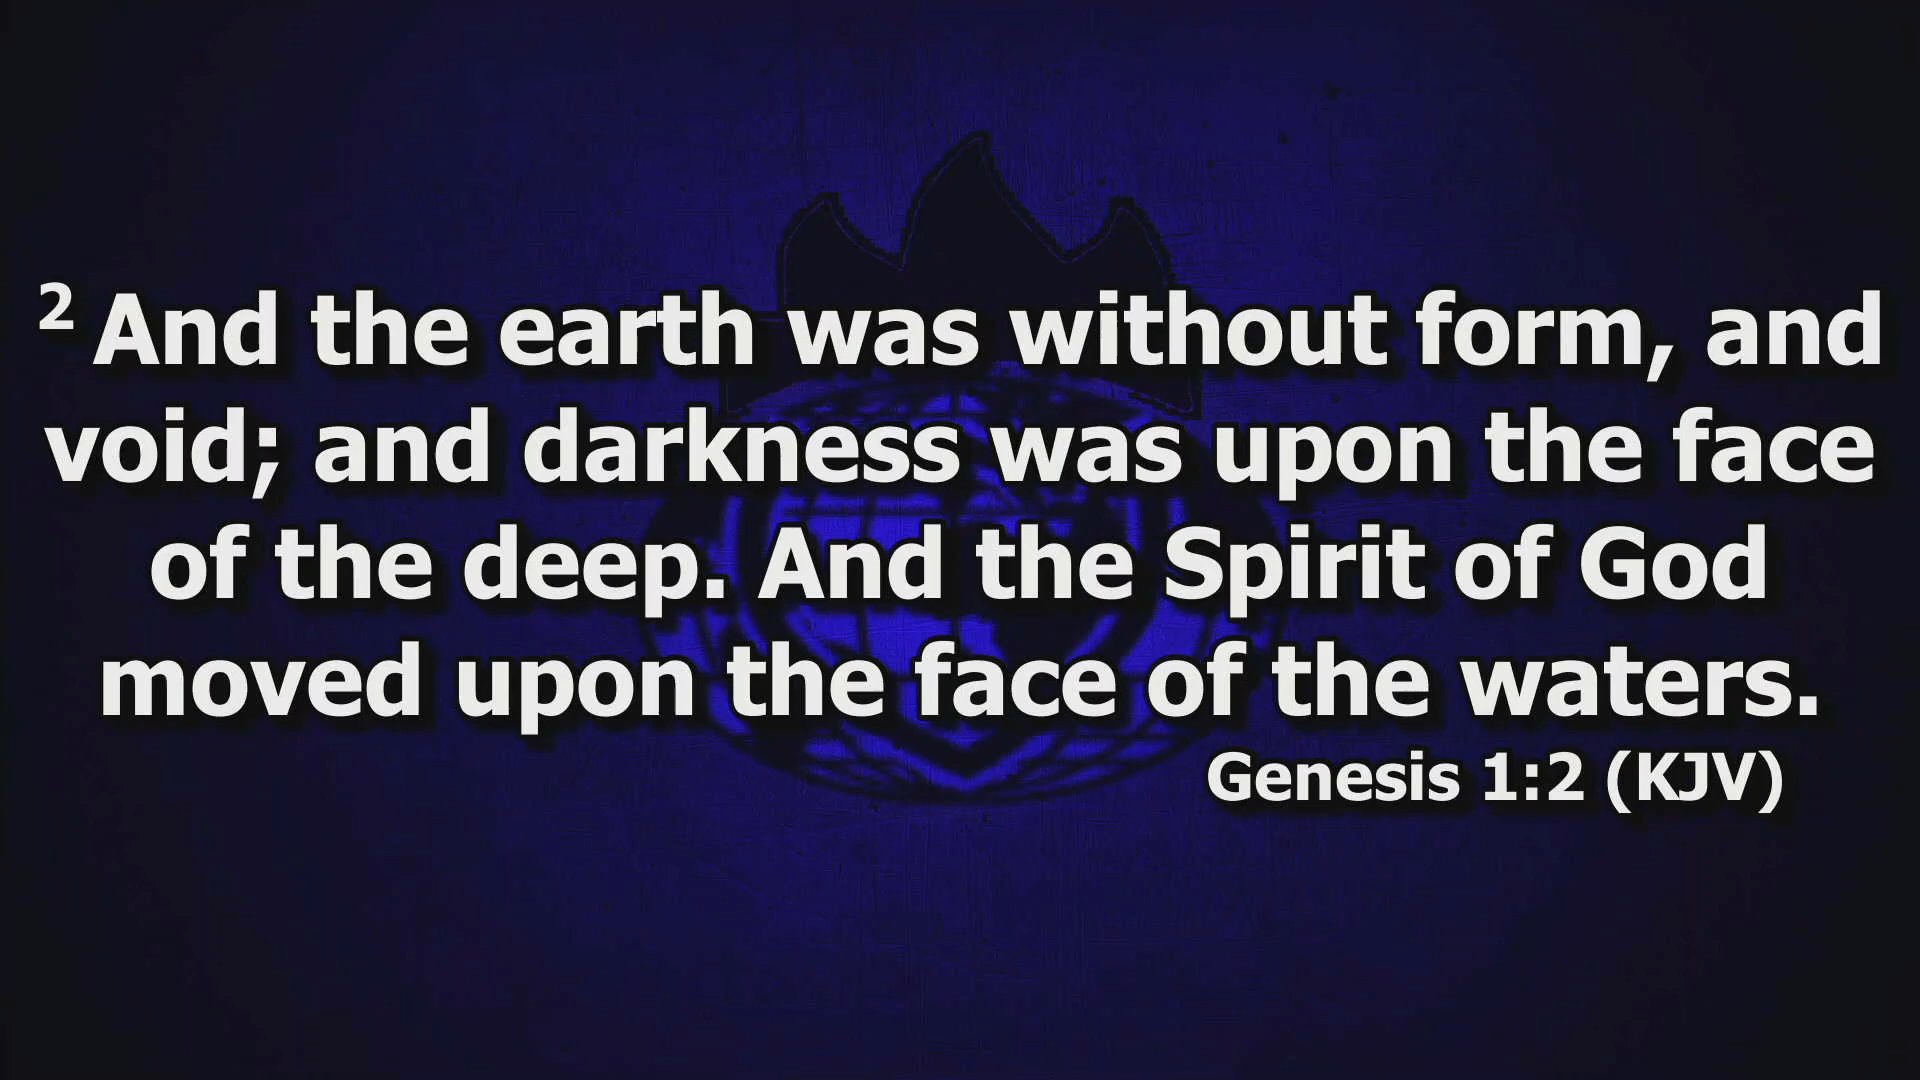 2 And the earth was without form, and
void; and darkness was upon the face
of the deep. And the Spirit of God
moved upon the face of the waters.
Genesis 1:2 (KJV)